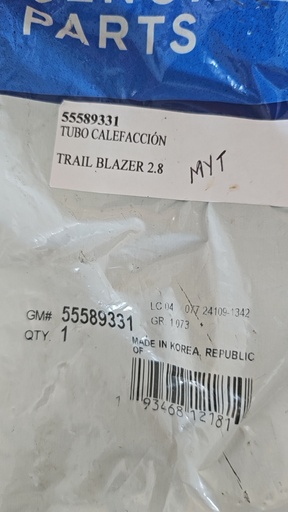 PARTS
55589331
TUBO CALEFACCIÓN
TRAIL BLAZER 2.8
MYT
GM# 55589331
LC 04 077 24109-1342
GR. 1073
QTY. 1
MADE IN KOREA, REPUBLIC
OF
1 93468 12181